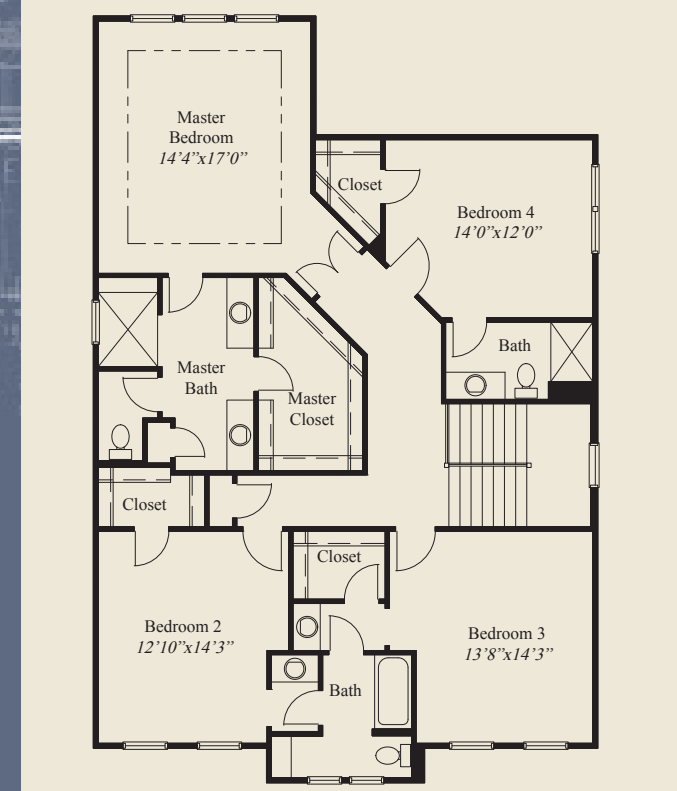 Master
Bedroom
14’4”x17’0”
Closet
Bedroom 4
14’0”x12’0”
Bath
Master
Bath
Master
Closet
Closet
Closet
Bedroom 2
12’10”x14’3”
Bedroom 3
13’8”x14’3”
Bath